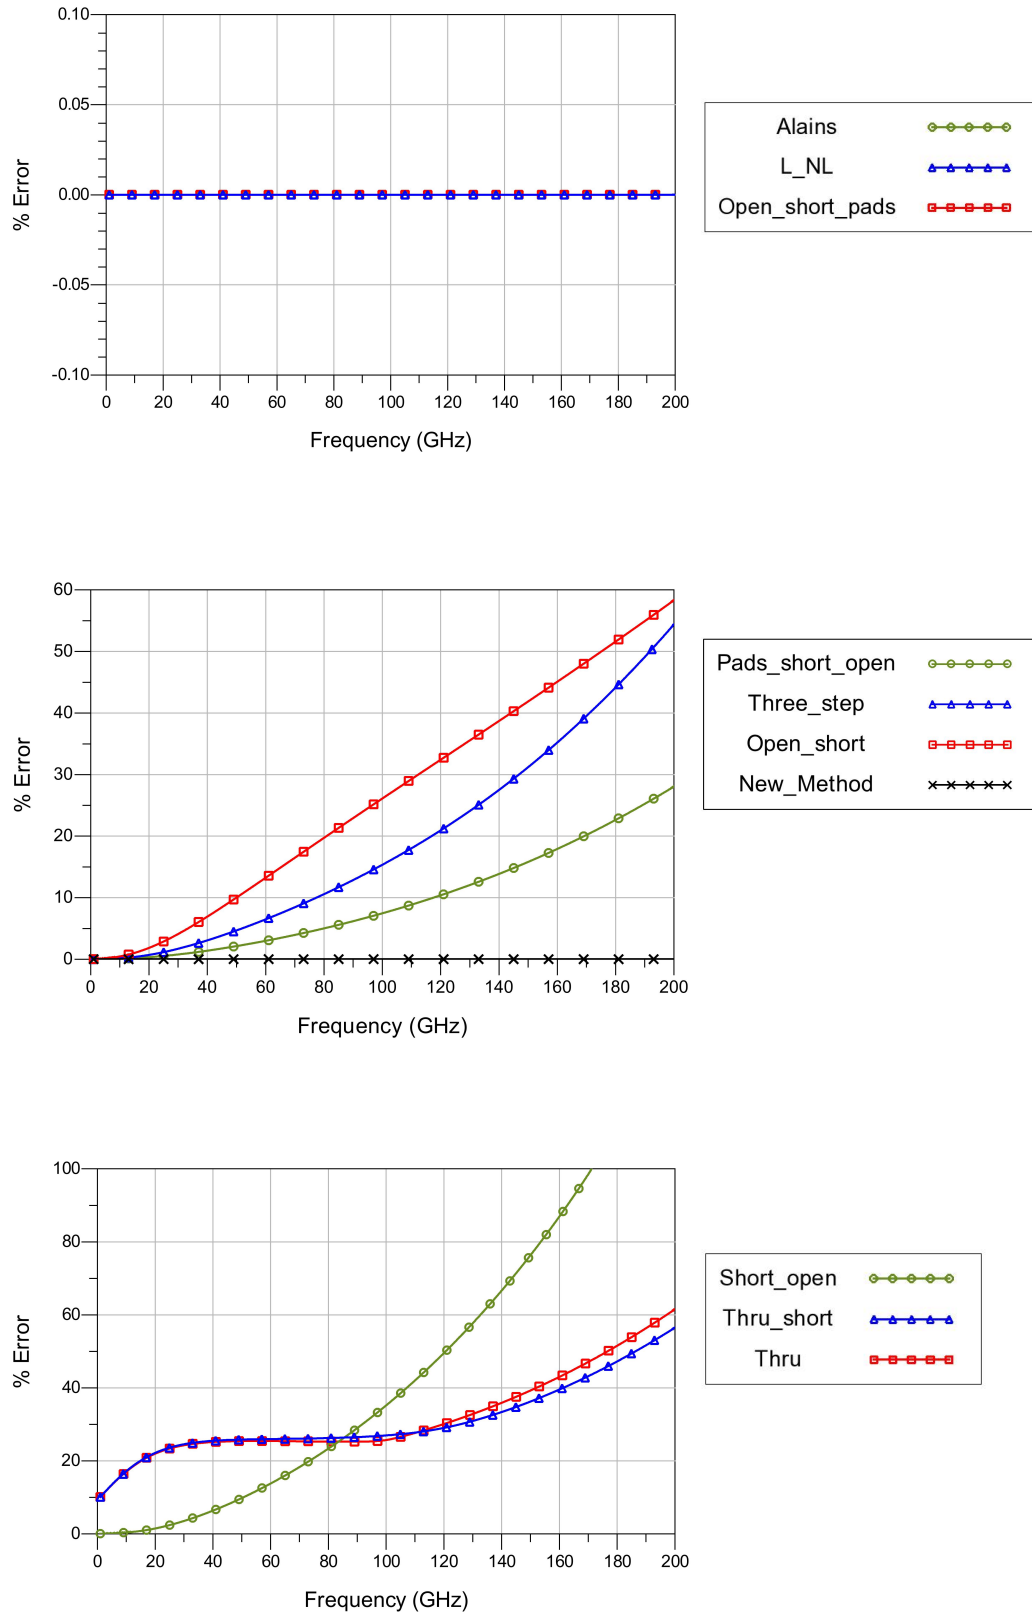 0.10
0.05
0.00
-0.05
-0.10
% Error
0 20 40 60 80 100 120 140 160 180 200
Frequency (GHz)
Alains
L_NL
Open_short_pads
60
50
40
30
20
10
0
% Error
0 20 40 60 80 100 120 140 160 180 200
Frequency (GHz)
Pads_short_open
Three_step
Open_short
New_Method
100
80
60
40
20
0
% Error
0 20 40 60 80 100 120 140 160 180 200
Frequency (GHz)
Short_open
Thru_short
Thru